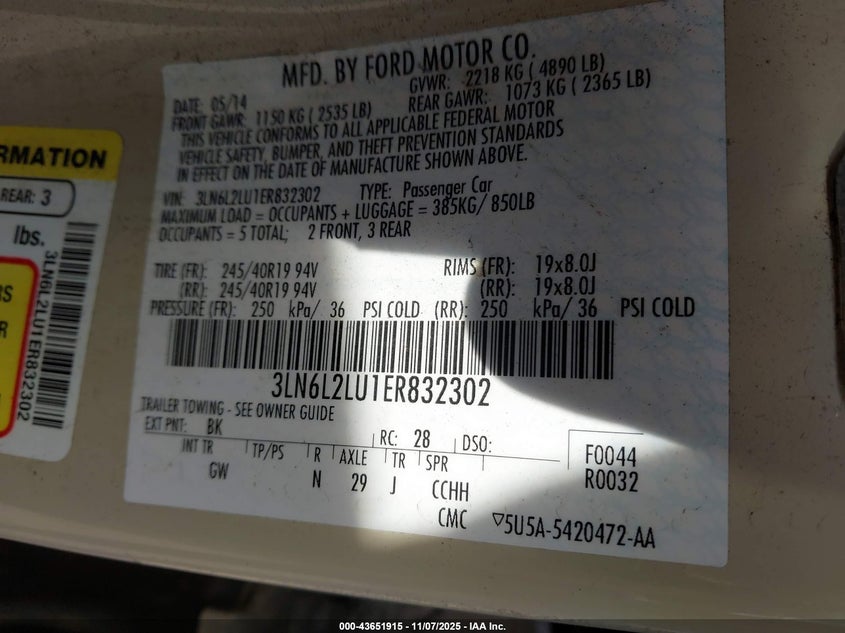 MFD. BY FORD MOTOR CO.
DATE: 05/14 GVWR: 2218 KG ( 4890 LB)
FRONT GAWR: 1150 KG ( 2535 LB) REAR GAWR: 1073 KG ( 2365 LB)
THIS VEHICLE CONFORMS TO ALL APPLICABLE FEDERAL MOTOR
VEHICLE SAFETY, BUMPER, AND THEFT PREVENTION STANDARDS
IN EFFECT ON THE DATE OF MANUFACTURE SHOWN ABOVE.
VIN: 3LN6L2LU1ER832302 TYPE: Passenger Car
MAXIMUM LOAD = OCCUPANTS + LUGGAGE = 385KG/ 850LB
OCCUPANTS = 5 TOTAL; 2 FRONT, 3 REAR
TIRE (FR): 245/40R19 94V RIMS (FR): 19x8.0J
(RR): 245/40R19 94V (RR): 19x8.0J
PRESSURE (FR): 250 kPa/ 36 PSI COLD (RR): 250 kPa/ 36 PSI COLD
3LN6L2LU1ER832302
TRAILER TOWING - SEE OWNER GUIDE
EXT PNT: BK RC: 28 DSO:
INT TR TP/PS R AXLE TR SPR
GW N 29 J CCHH
F0044
R0032
CMC ▽5U5A-5420472-AA
RMATION
REAR: 3
lbs.
RS
R
ER
3LN6L2LU1ER832302
000-43651915 - 11/07/2025 - IAA Inc.